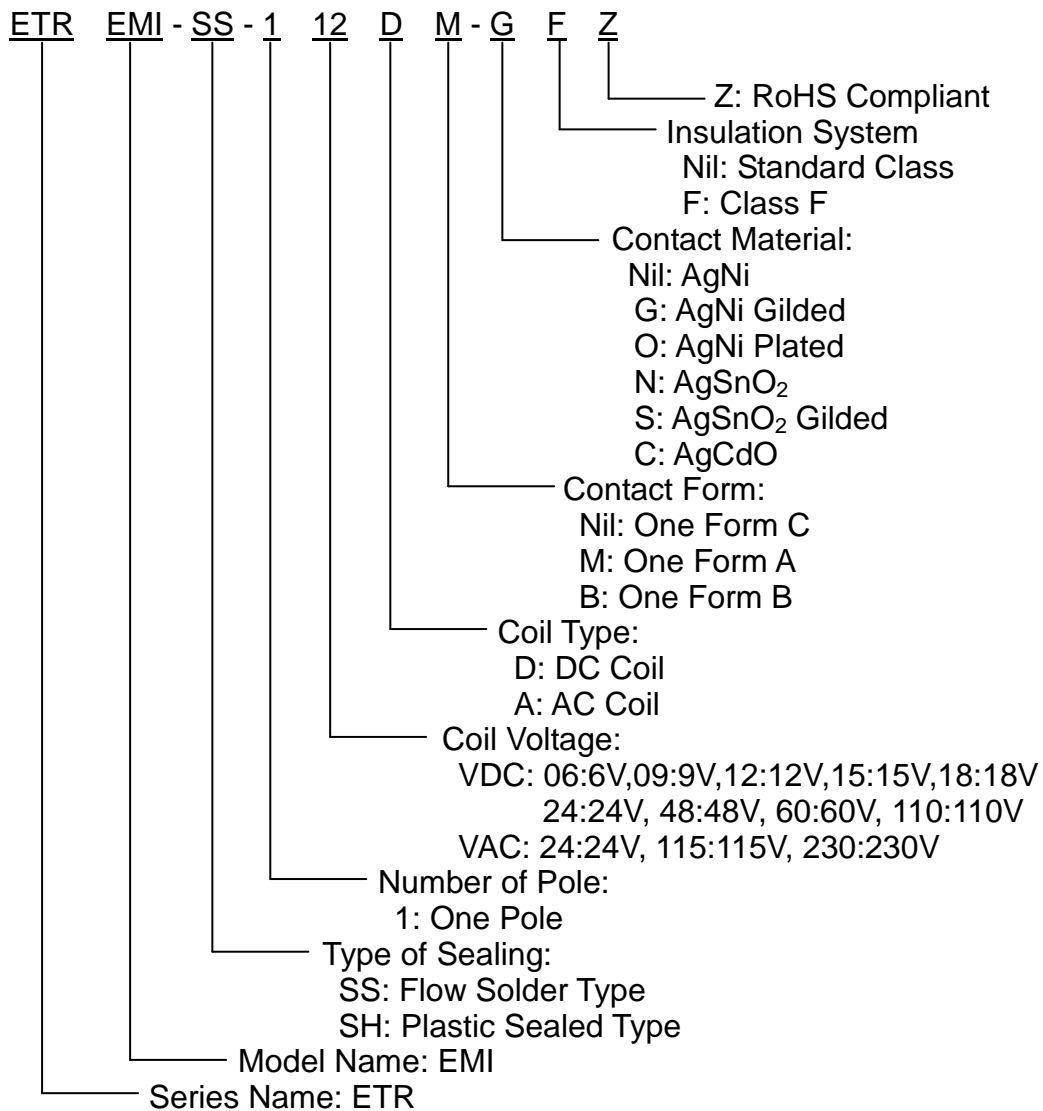 ETR EMI - SS - 1 12 D M - G F Z
Z: RoHS Compliant
Insulation System
Nil: Standard Class
F: Class F
Contact Material:
Nil: AgNi
G: AgNi Gilded
O: AgNi Plated
N: AgSnO₂
S: AgSnO₂ Gilded
C: AgCdO
Contact Form:
Nil: One Form C
M: One Form A
B: One Form B
Coil Type:
D: DC Coil
A: AC Coil
Coil Voltage:
VDC: 06:6V,09:9V,12:12V,15:15V,18:18V
24:24V, 48:48V, 60:60V, 110:110V
VAC: 24:24V, 115:115V, 230:230V
Number of Pole:
1: One Pole
Type of Sealing:
SS: Flow Solder Type
SH: Plastic Sealed Type
Model Name: EMI
Series Name: ETR